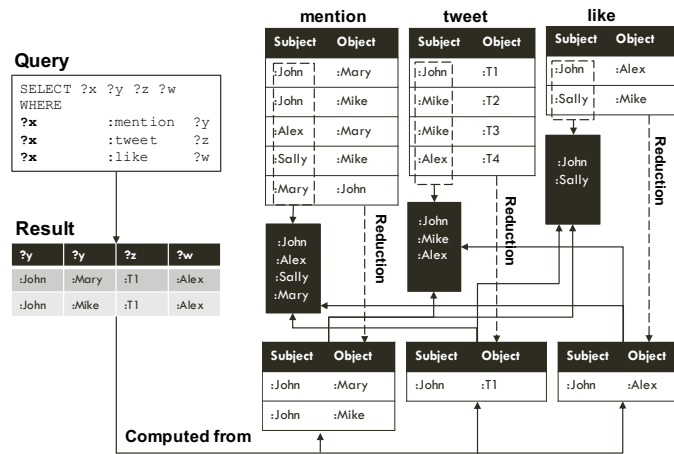 Query
SELECT ?x ?y ?z ?w
WHERE
?x :mention ?y
?x :tweet ?z
?x :like ?w
Result
?y ?y ?z ?w
:John :Mary :T1 :Alex
:John :Mike :T1 :Alex
Computed from
mention
Subject Object
:John :Mary
:John :Mike
:Alex :Mary
:Sally :Mike
:Mary :John
Reduction
:John
:Alex
:Sally
:Mary
Subject Object
:John :Mary
:John :Mike
tweet
Subject Object
:John :T1
:Mike :T2
:Mike :T3
:Alex :T4
Reduction
:John
:Mike
:Alex
Subject Object
:John :T1
like
Subject Object
:John :Alex
:Sally :Mike
Reduction
:John
:Sally
Subject Object
:John :Alex